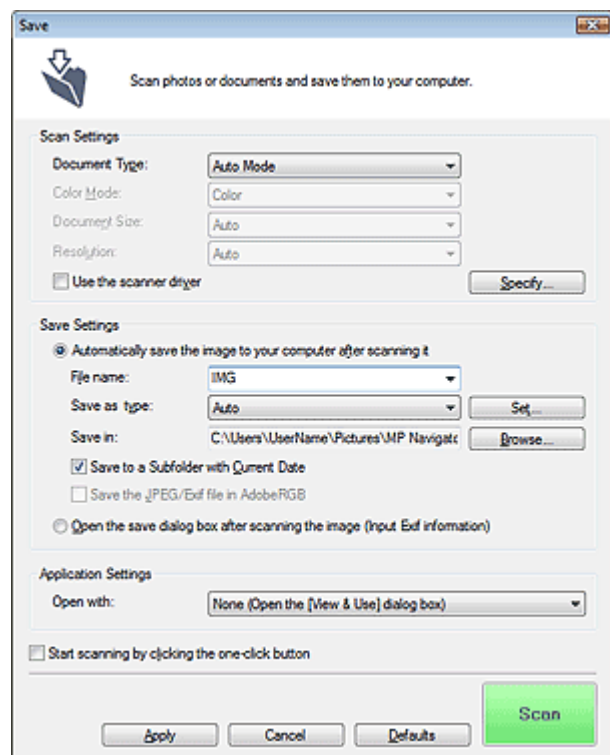 Save
Scan photos or documents and save them to your computer.
Scan Settings
Document Type: Auto Mode
Color Mode: Color
Document Size: Auto
Resolution: Auto
Use the scanner driver Specify...
Save Settings
Automatically save the image to your computer after scanning it
File name: IMG
Save as type: Auto Set...
Save in: C:\Users\UserName\Pictures\MP Navigato Browse...
Save to a Subfolder with Current Date
Save the JPEG/Exif file in AdobeRGB
Open the save dialog box after scanning the image (Input Exif information)
Application Settings
Open with: None (Open the [View & Use] dialog box)
Start scanning by clicking the one-click button
Scan
Apply Cancel Defaults